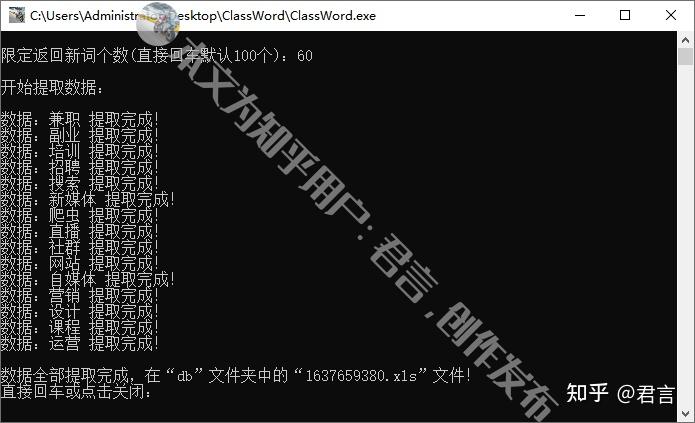 C:\Users\Administrator\Desktop\ClassWord\ClassWord.exe
限定返回新词个数(直接回车默认100个): 60
开始提取数据:
数据: 兼职 提取完成!
数据: 副业 提取完成!
数据: 培训 提取完成!
数据: 招聘 提取完成!
数据: 搜索 提取完成!
数据: 新媒体 提取完成!
数据: 爬虫 提取完成!
数据: 直播 提取完成!
数据: 社群 提取完成!
数据: 网站 提取完成!
数据: 自媒体 提取完成!
数据: 营销 提取完成!
数据: 设计 提取完成!
数据: 课程 提取完成!
数据: 运营 提取完成!
数据全部提取完成, 在“db”文件夹中的“1637659380.xls”文件!
直接回车或点击关闭:
本文为知乎用户: 君言,创作发布
知乎 @君言